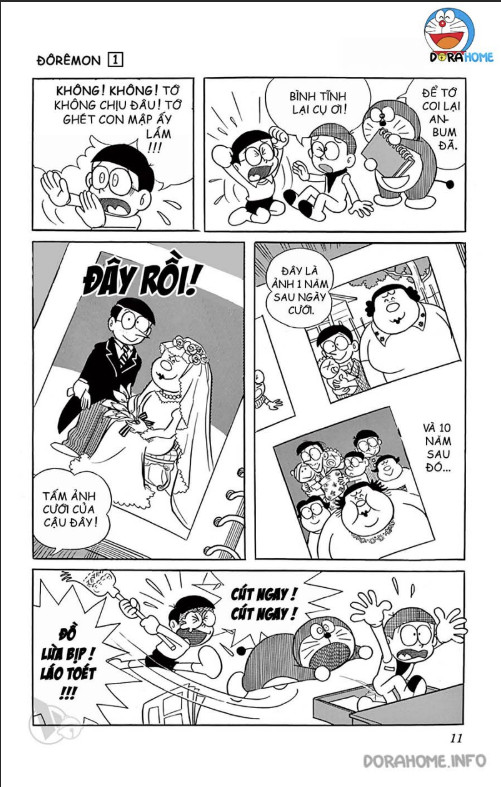 DORAHOME
ĐÔRÊMON 1
KHÔNG! KHÔNG! TỚ
KHÔNG CHỊU ĐÂU! TỚ
GHÉT CON MẬP ẤY
LẮM
!!!
BÌNH TĨNH
LẠI CỤ ƠI!
ĐỂ TỚ
COI LẠI
AN-
BUM
ĐÃ.
ĐÂY RỒI!
TẤM ẢNH
CƯỚI CỦA
CẬU ĐÂY!
ĐÂY LÀ
ẢNH 1 NĂM
SAU NGÀY
CƯỚI.
VÀ 10
NĂM
SAU
ĐÓ...
ĐỒ
LỪA BỊP!
LÁO TOÉT
!!!
CÚT NGAY!
CÚT NGAY!
11
DORAHOME.INFO